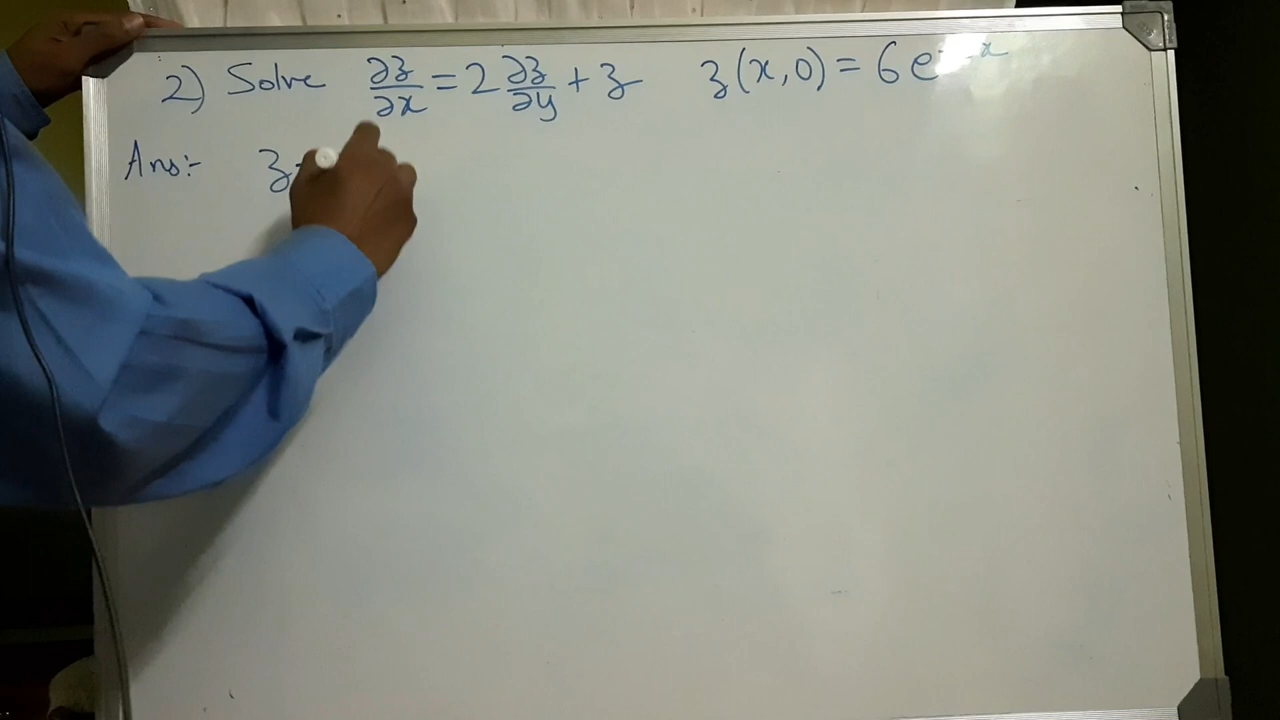 2) Solve ∂z/∂x = 2 ∂z/∂y + z z(x,0) = 6e^-x
Ans:- z